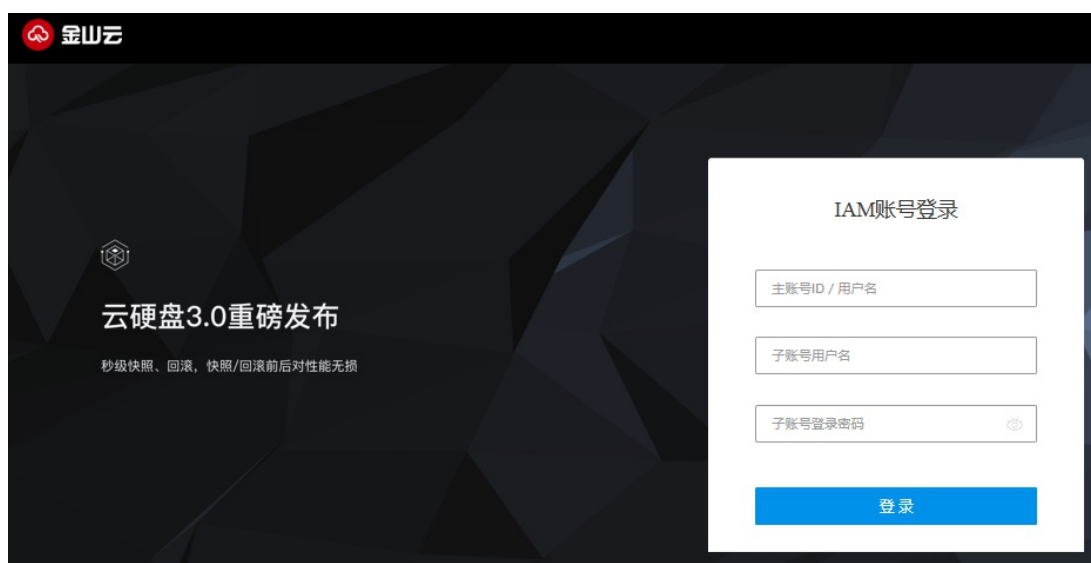 金山云
IAM账号登录
主账号ID / 用户名
云硬盘3.0重磅发布
子账号用户名
秒级快照、回滚，快照/回滚前后对性能无损
子账号登录密码
登录